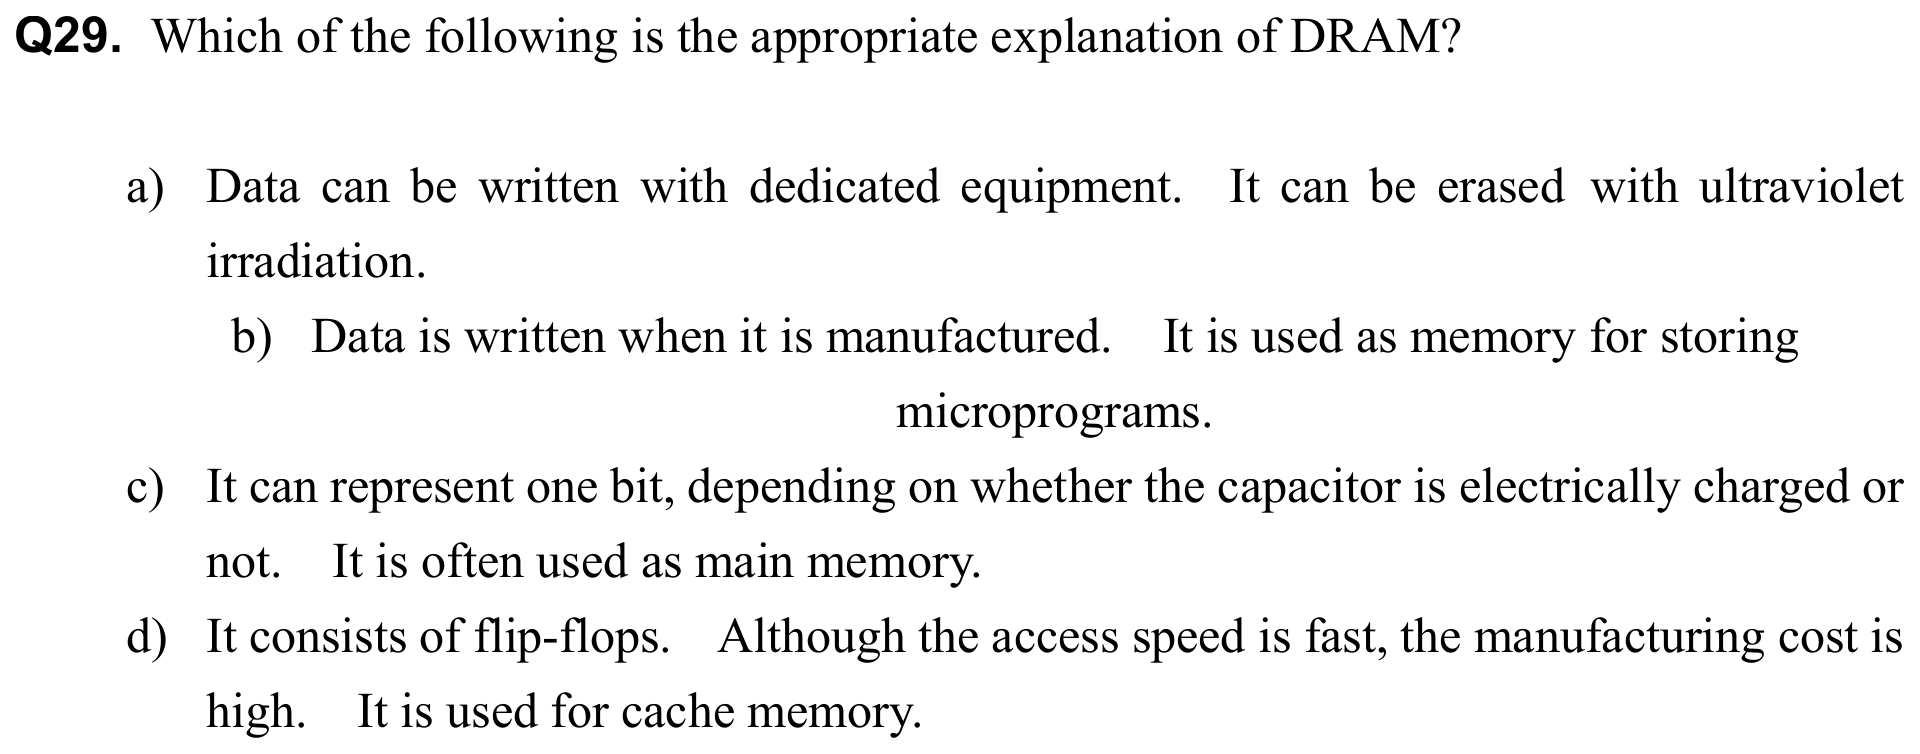 Q29. Which of the following is the appropriate explanation of DRAM?
a) Data can be written with dedicated equipment. It can be erased with ultraviolet
irradiation.
b) Data is written when it is manufactured. It is used as memory for storing
microprograms.
c) It can represent one bit, depending on whether the capacitor is electrically charged or
not. It is often used as main memory.
d) It consists of flip-flops. Although the access speed is fast, the manufacturing cost is
high. It is used for cache memory.